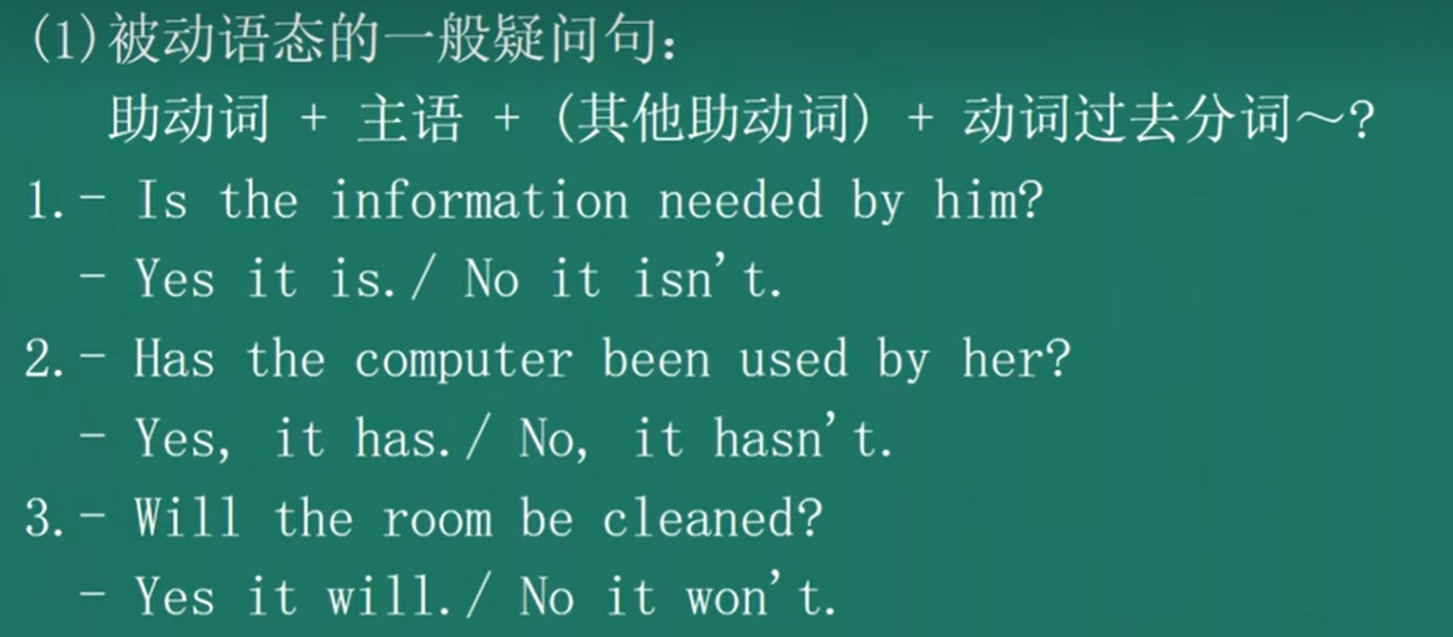 (1)被动语态的一般疑问句：
助动词 + 主语 + (其他助动词) + 动词过去分词～?
1.- Is the information needed by him?
- Yes it is./ No it isn't.
2.- Has the computer been used by her?
- Yes, it has./ No, it hasn't.
3.- Will the room be cleaned?
- Yes it will./ No it won't.